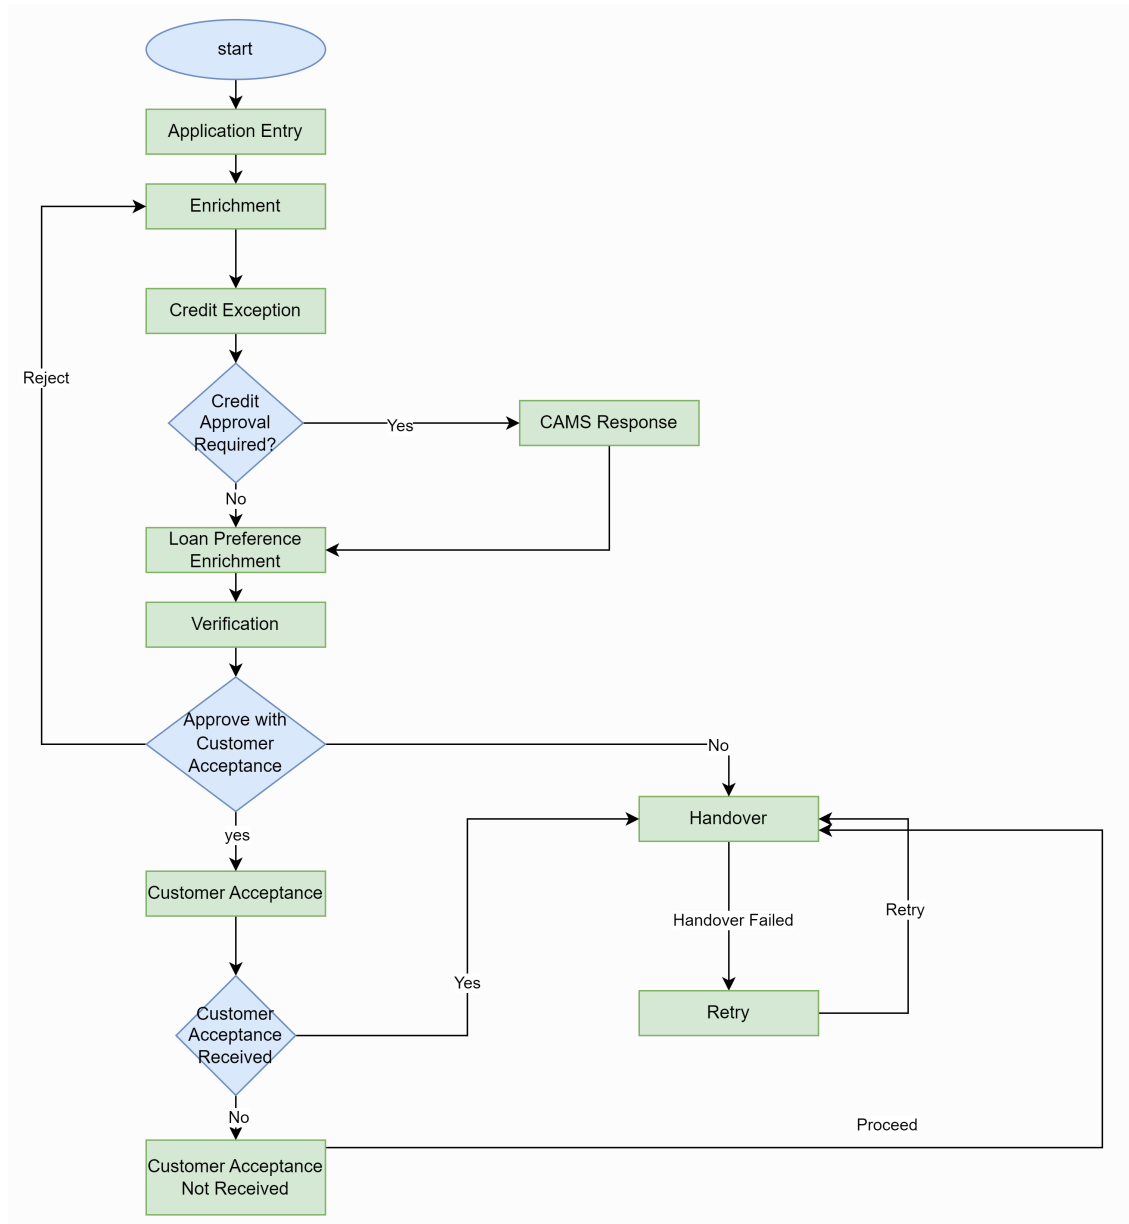 start
Application Entry
Enrichment
Credit Exception
Reject
Credit
Approval
Required?
Yes
CAMS Response
No
Loan Preference
Enrichment
Verification
Approve with
Customer
Acceptance
No
yes
Handover
Customer Acceptance
Handover Failed
Retry
Yes
Customer
Acceptance
Received
Retry
No
Proceed
Customer Acceptance
Not Received